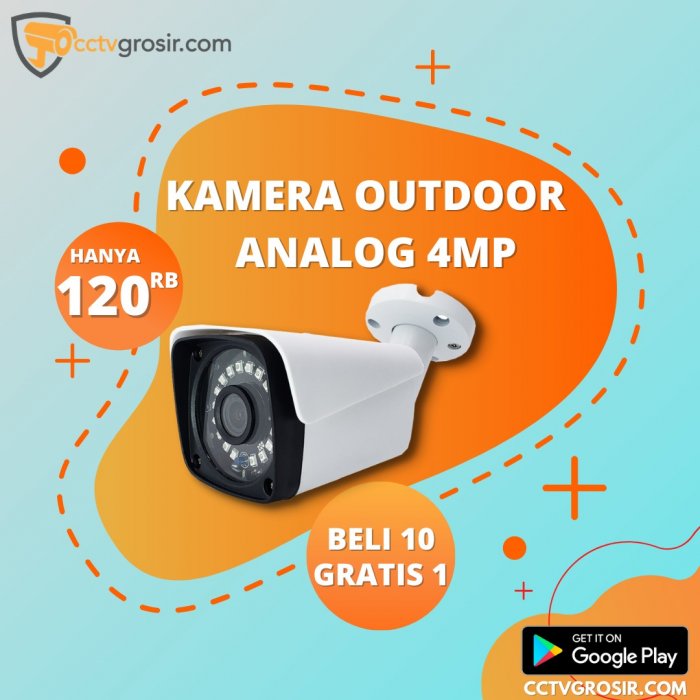 cctvgrosir.com
KAMERA OUTDOOR
ANALOG 4MP
HANYA
120RB
BELI 10
GRATIS 1
GET IT ON
Google Play
CCTVGROSIR.COM